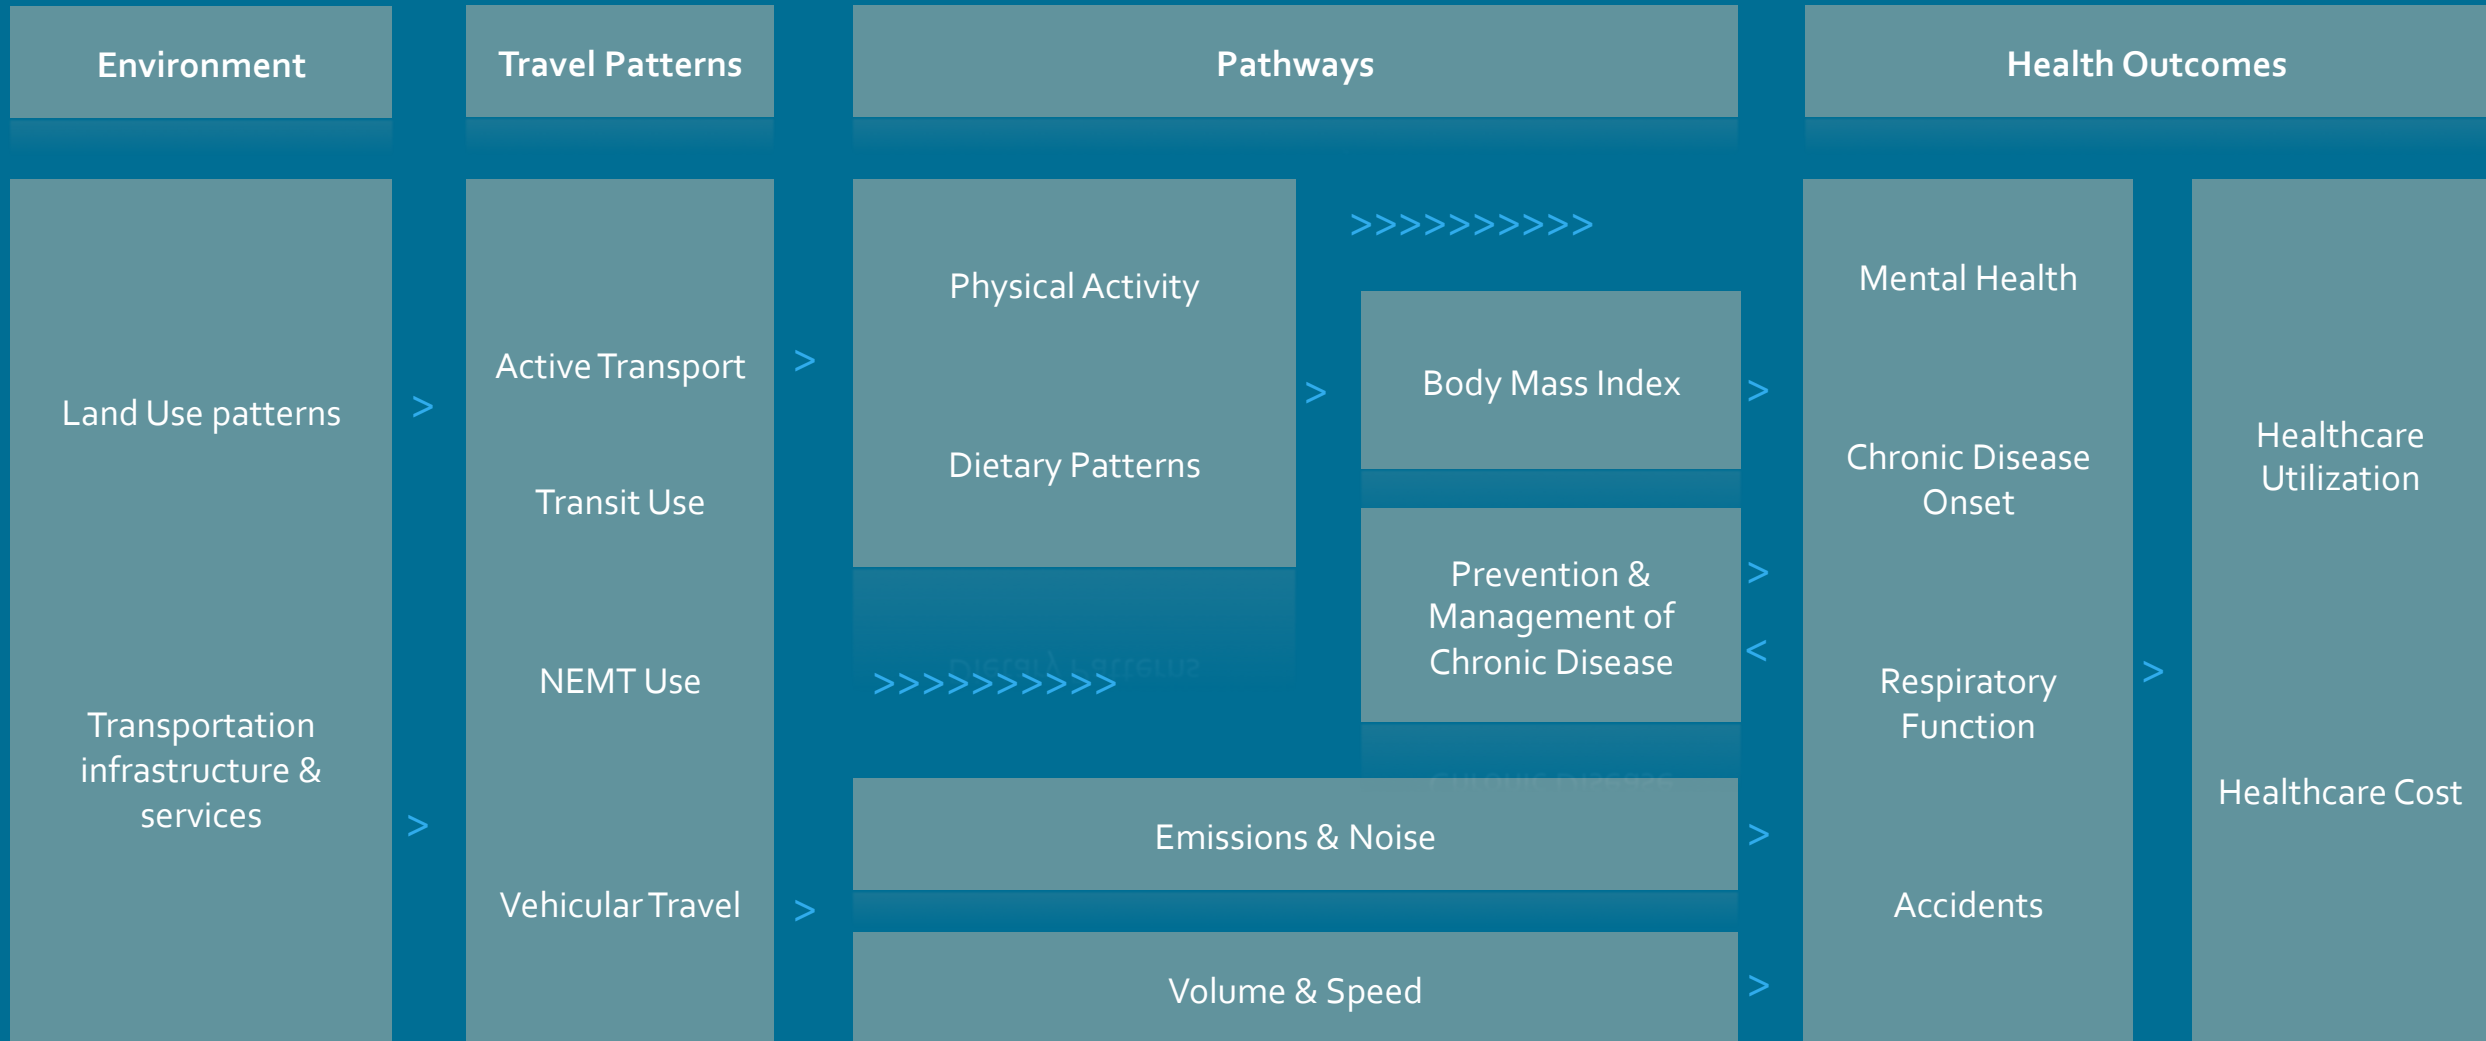 Environment
Travel Patterns
Pathways
Health Outcomes
Land Use patterns
Transportation
infrastructure &
services
>
>
Active Transport
Transit Use
NEMT Use
Vehicular Travel
>
>
Physical Activity
Dietary Patterns
>
>>>>>>>>>>
>>>>>>>>>>
Body Mass Index
>
Prevention &
Management of
Chronic Disease
>
<
Emissions & Noise
>
Volume & Speed
>
Mental Health
Chronic Disease
Onset
Respiratory
Function
Accidents
>
Healthcare
Utilization
Healthcare Cost